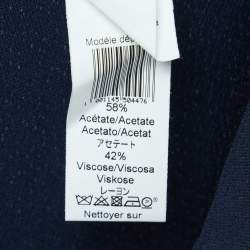 Modèle dép
58%
Acétate/Acetate
Acetato/Acetat
アセテート
42%
Viscose/Viscosa
Viskose
レーヨン
Nettoyer sur